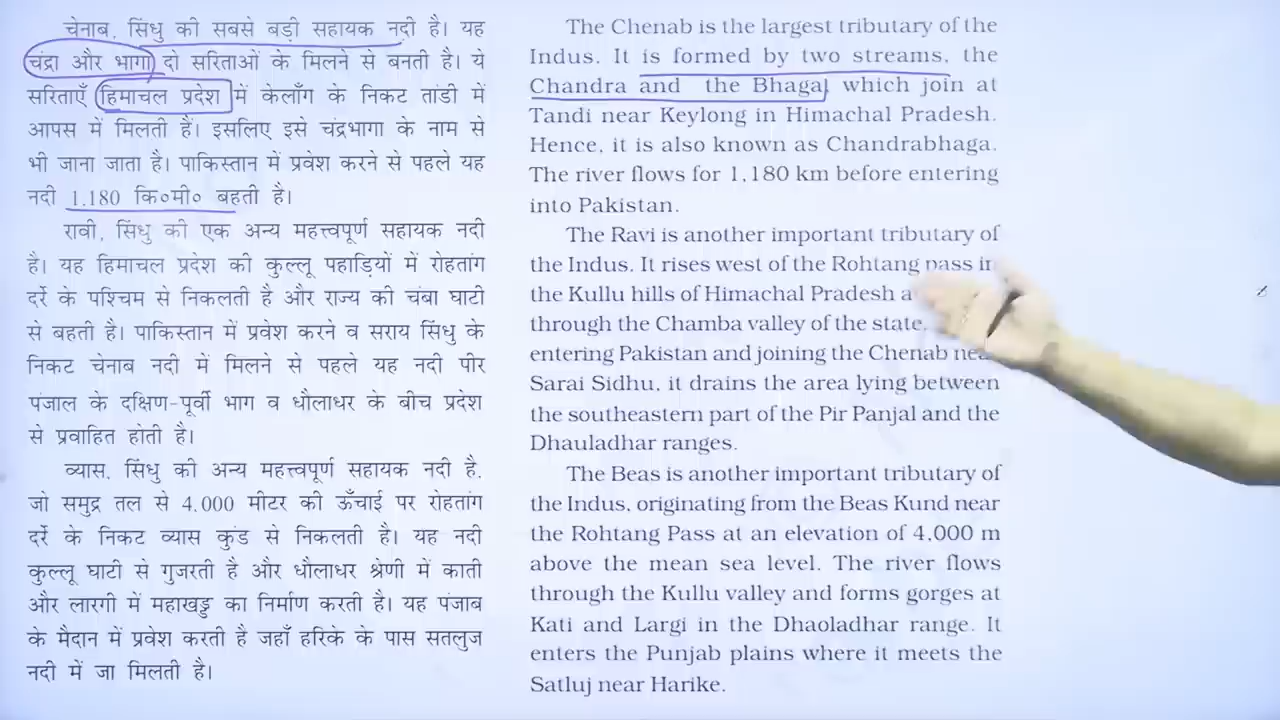 चेनाब, सिंधु की सबसे बड़ी सहायक नदी है। यह
चंद्रा और भागा दो सरिताओं के मिलने से बनती है। ये
सरिताएँ हिमाचल प्रदेश में केलाँग के निकट तांडी में
आपस में मिलती हैं। इसलिए इसे चंद्रभागा के नाम से
भी जाना जाता है। पाकिस्तान में प्रवेश करने से पहले यह
नदी 1,180 कि०मी० बहती है।
रावी, सिंधु की एक अन्य महत्त्वपूर्ण सहायक नदी
है। यह हिमाचल प्रदेश की कुल्लू पहाड़ियों में रोहतांग
दर्रे के पश्चिम से निकलती है और राज्य की चंबा घाटी
से बहती है। पाकिस्तान में प्रवेश करने व सराय सिंधु के
निकट चेनाब नदी में मिलने से पहले यह नदी पीर
पंजाल के दक्षिण-पूर्वी भाग व धौलाधर के बीच प्रदेश
से प्रवाहित होती है।
व्यास, सिंधु की अन्य महत्त्वपूर्ण सहायक नदी है,
जो समुद्र तल से 4,000 मीटर की ऊँचाई पर रोहतांग
दर्रे के निकट व्यास कुंड से निकलती है। यह नदी
कुल्लू घाटी से गुजरती है और धौलाधर श्रेणी में काती
और लारगी में महाखड्ड का निर्माण करती है। यह पंजाब
के मैदान में प्रवेश करती है जहाँ हरिके के पास सतलुज
नदी में जा मिलती है।
The Chenab is the largest tributary of the
Indus. It is formed by two streams, the
Chandra and the Bhaga, which join at
Tandi near Keylong in Himachal Pradesh.
Hence, it is also known as Chandrabhaga.
The river flows for 1,180 km before entering
into Pakistan.
The Ravi is another important tributary of
the Indus. It rises west of the Rohtang pass in
the Kullu hills of Himachal Pradesh
through the Chamba valley of the state.
entering Pakistan and joining the Chenab
Sarai Sidhu, it drains the area lying between
the southeastern part of the Pir Panjal and the
Dhauladhar ranges.
The Beas is another important tributary of
the Indus, originating from the Beas Kund near
the Rohtang Pass at an elevation of 4,000 m
above the mean sea level. The river flows
through the Kullu valley and forms gorges at
Kati and Largi in the Dhaoladhar range. It
enters the Punjab plains where it meets the
Satluj near Harike.